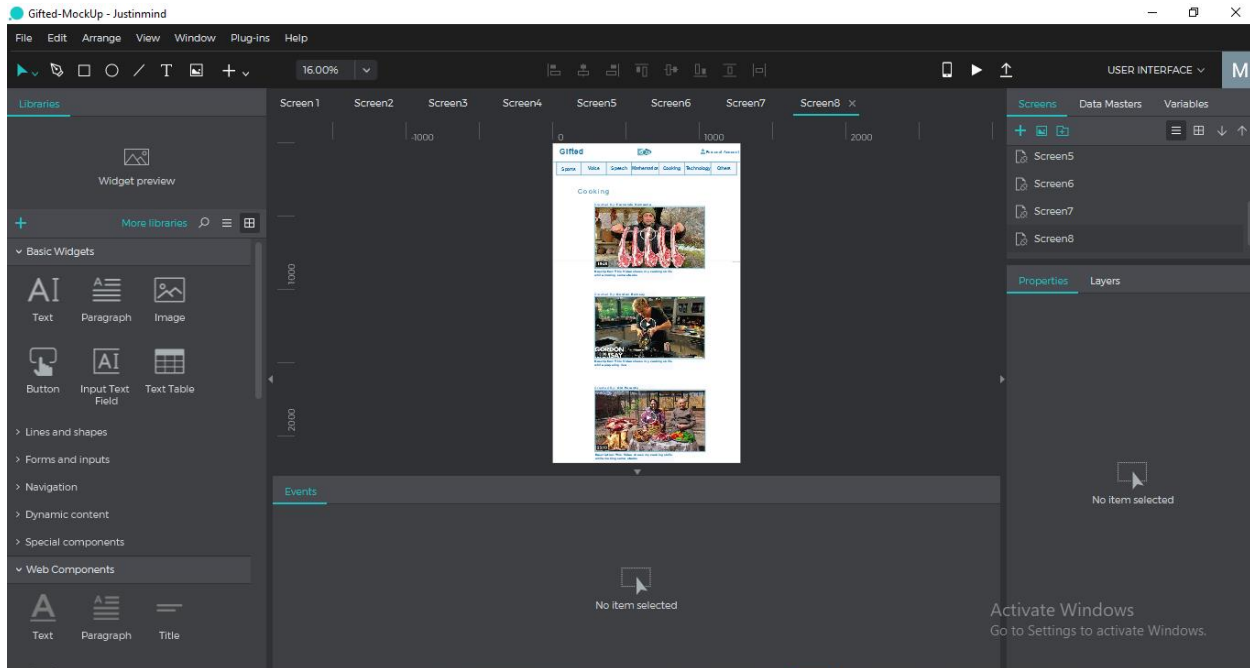 Gifted-MockUp - Justinmind
File Edit Arrange View Window Plug-ins Help
16.00%
USER INTERFACE
M
Libraries
Screen 1 Screen2 Screen3 Screen4 Screen5 Screen6 Screen7 Screen8
Screens Data Masters Variables
-1000 0 1000 2000
Widget preview
More libraries
Basic Widgets
Text Paragraph Image
Button Input Text Field Text Table
Lines and shapes
Forms and inputs
Navigation
Dynamic content
Special components
Web Components
Text Paragraph Title
1000
2000
Gifted
Sports Voice Speech Mathematics Cooking Technology Others
Cooking
GORDON
Events
No item selected
Screen5
Screen6
Screen7
Screen8
Properties Layers
No item selected
Activate Windows
Go to Settings to activate Windows.